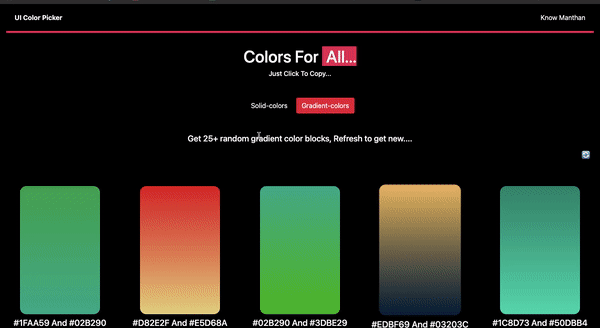 UI Color Picker
Know Manthan
Colors For All...
Just Click To Copy...
Solid-colors
Gradient-colors
Get 25+ random gradient color blocks, Refresh to get new....
#1FAA59 And #02B290
#D82E2F And #E5D68A
#02B290 And #3DBE29
#EDBF69 And #03203C
#1C8D73 And #50DBB4